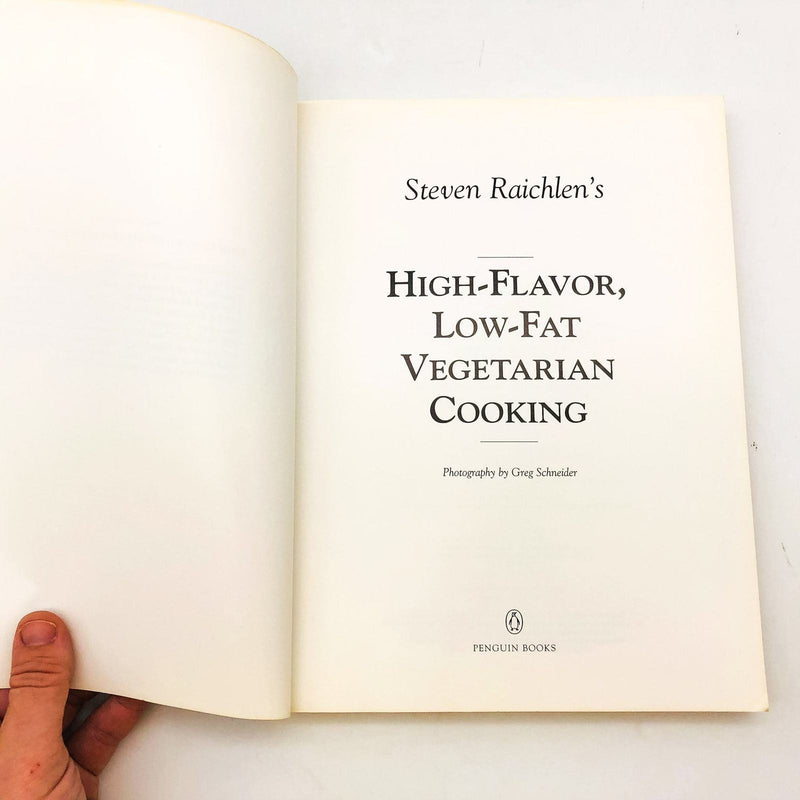 Steven Raichlen's
High-Flavor,
Low-Fat
Vegetarian
Cooking
Photography by Greg Schneider
PENGUIN BOOKS